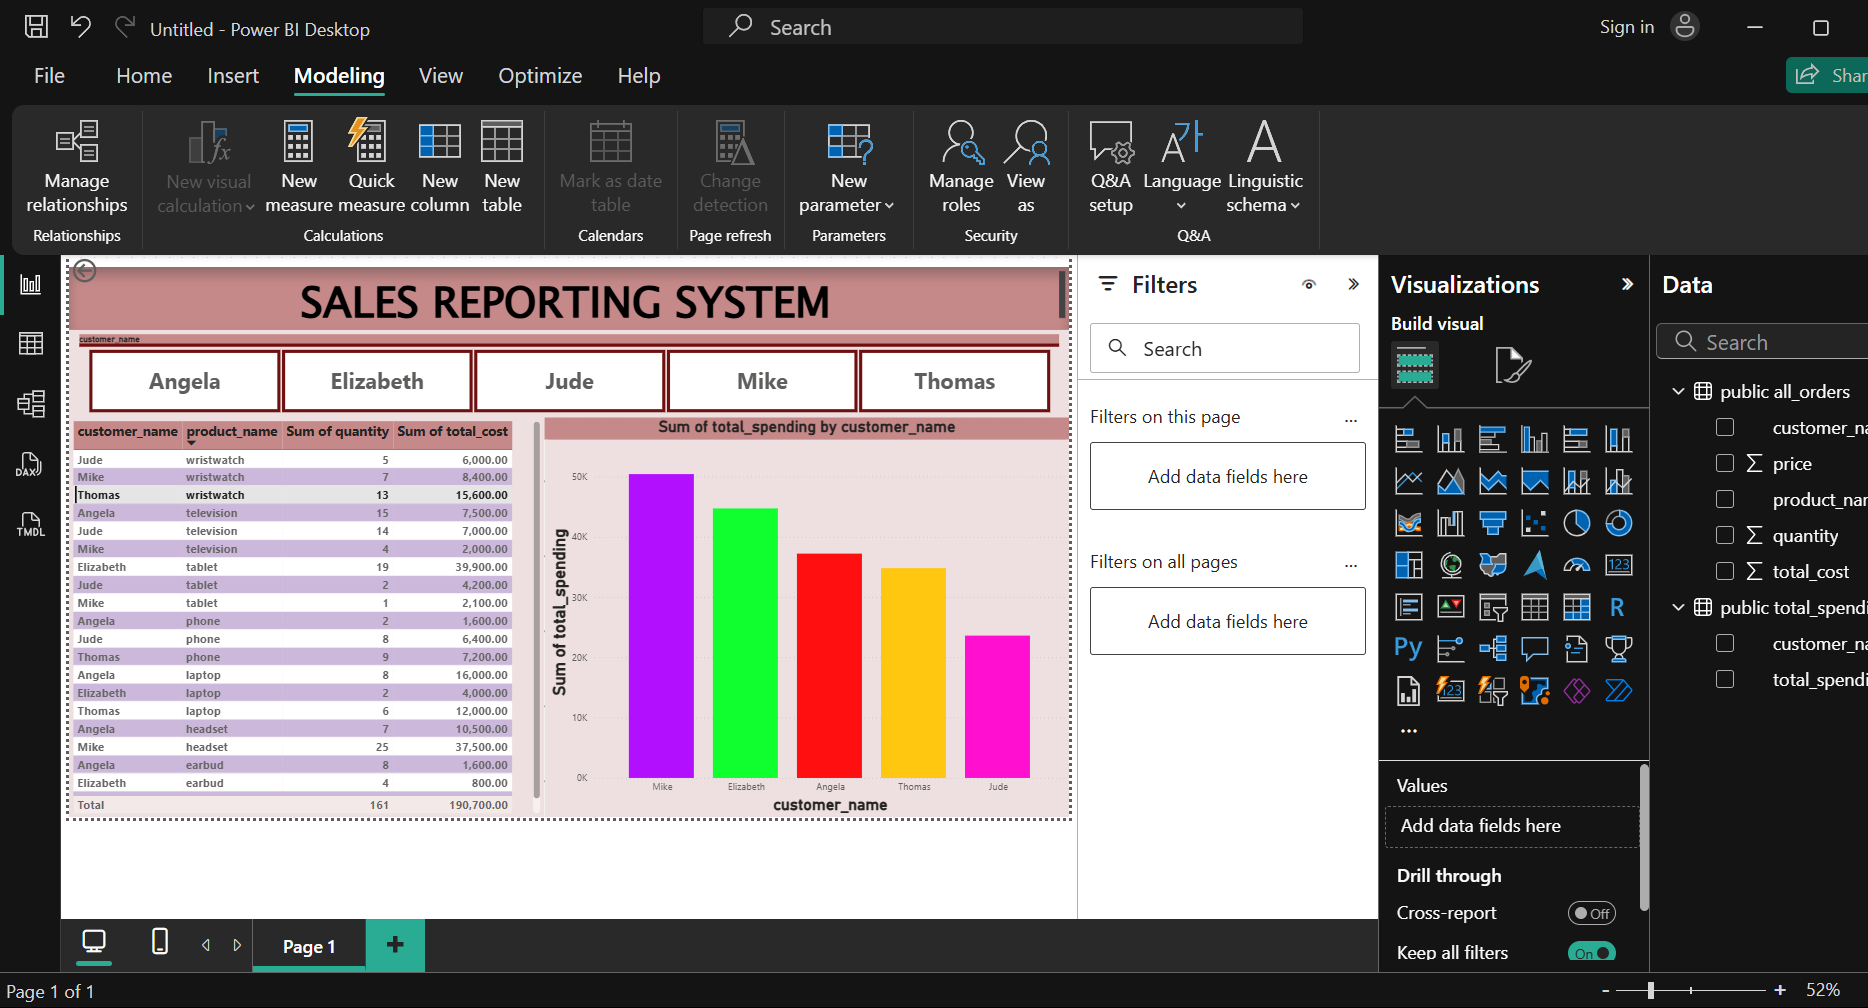 Untitled - Power BI Desktop
Search
Sign in
File Home Insert Modeling View Optimize Help
Shar
Manage relationships
New visual calculation
New measure
Quick measure
New column
New table
Mark as date table
Change detection
New parameter
Manage roles
View as
Q&A setup
Language
Linguistic schema
Relationships
Calculations
Calendars
Page refresh
Parameters
Security
Q&A
DAX
TMDL
SALES REPORTING SYSTEM
customer_name
Angela Elizabeth Jude Mike Thomas
customer_name product_name Sum of quantity Sum of total_cost
Jude wristwatch 5 6,000.00
Mike wristwatch 7 8,400.00
Thomas wristwatch 13 15,600.00
Angela television 15 7,500.00
Jude television 14 7,000.00
Mike television 4 2,000.00
Elizabeth tablet 19 39,900.00
Jude tablet 2 4,200.00
Mike tablet 1 2,100.00
Angela phone 2 1,600.00
Jude phone 8 6,400.00
Thomas phone 9 7,200.00
Angela laptop 8 16,000.00
Elizabeth laptop 2 4,000.00
Thomas laptop 6 12,000.00
Angela headset 7 10,500.00
Mike headset 25 37,500.00
Angela earbud 8 1,600.00
Elizabeth earbud 4 800.00
Total 161 190,700.00
Sum of total_spending by customer_name
Sum of total_spending
50K
40K
30K
20K
10K
0K
Mike Elizabeth Angela Thomas Jude
customer_name
Filters
Search
Filters on this page ...
Add data fields here
Filters on all pages ...
Add data fields here
Visualizations
Build visual
123
R
Py
123
...
Values
Add data fields here
Drill through
Cross-report Off
Keep all filters On
Data
Search
public all_orders
customer_na
price
product_nar
quantity
total_cost
public total_spendi
customer_na
total_spendi
Page 1
+
Page 1 of 1
- + 52%